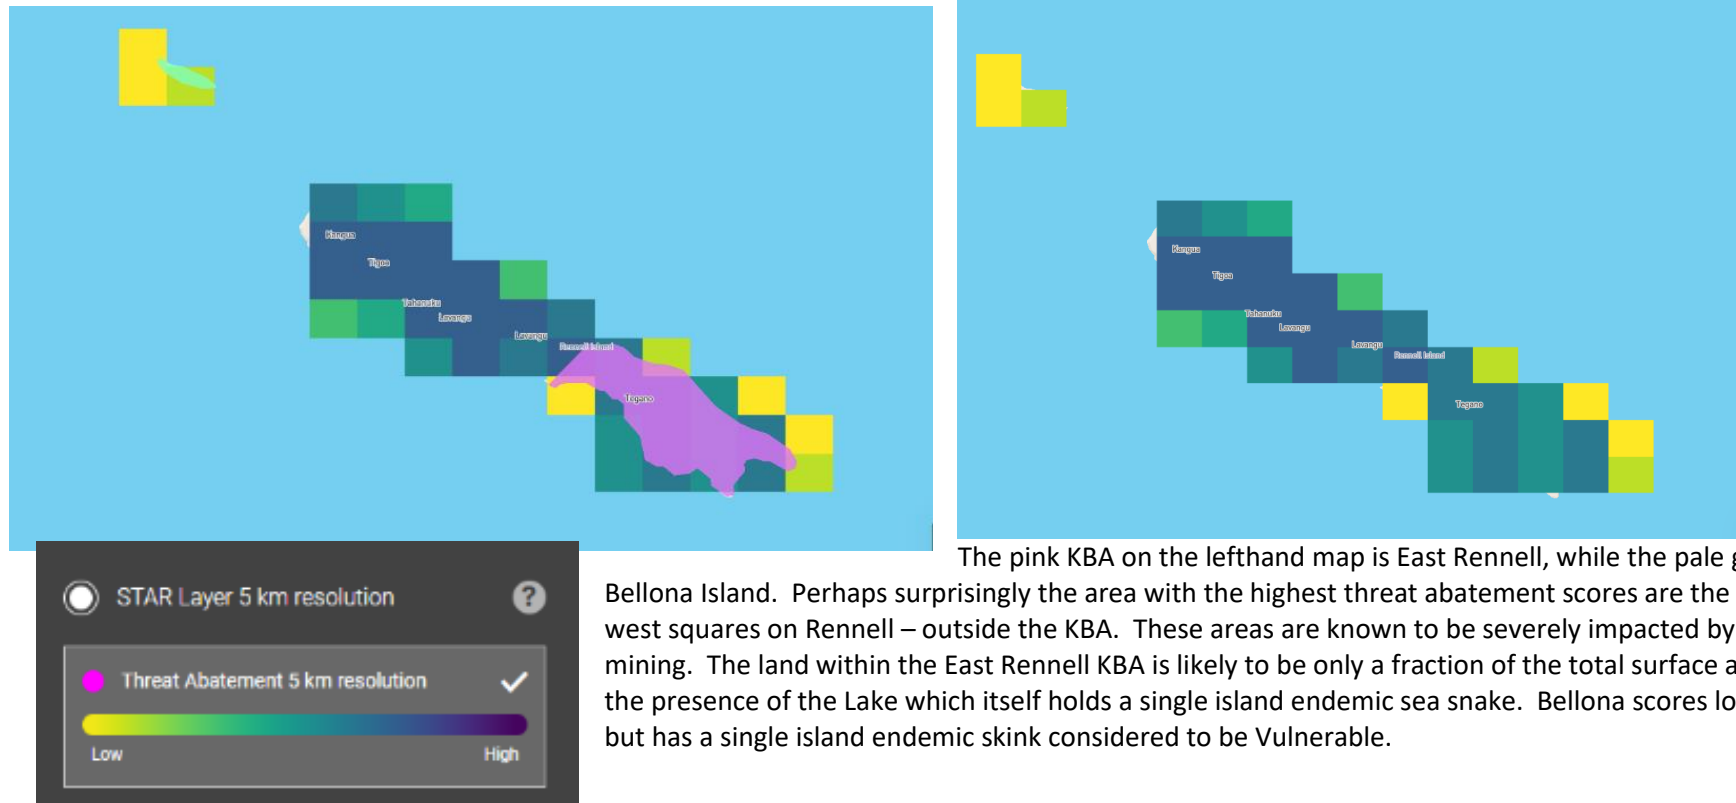 Kangua
Tigoa
Tahanuku
Lavangu
Lavangu
Rennell Island
Tegano
Kangua
Tigoa
Tahanuku
Lavangu
Lavangu
Rennell Island
Tegano
STAR Layer 5 km resolution ?
Threat Abatement 5 km resolution
Low High
The pink KBA on the lefthand map is East Rennell, while the pale g
Bellona Island. Perhaps surprisingly the area with the highest threat abatement scores are the
west squares on Rennell – outside the KBA. These areas are known to be severely impacted by
mining. The land within the East Rennell KBA is likely to be only a fraction of the total surface a
the presence of the Lake which itself holds a single island endemic sea snake. Bellona scores lo
but has a single island endemic skink considered to be Vulnerable.